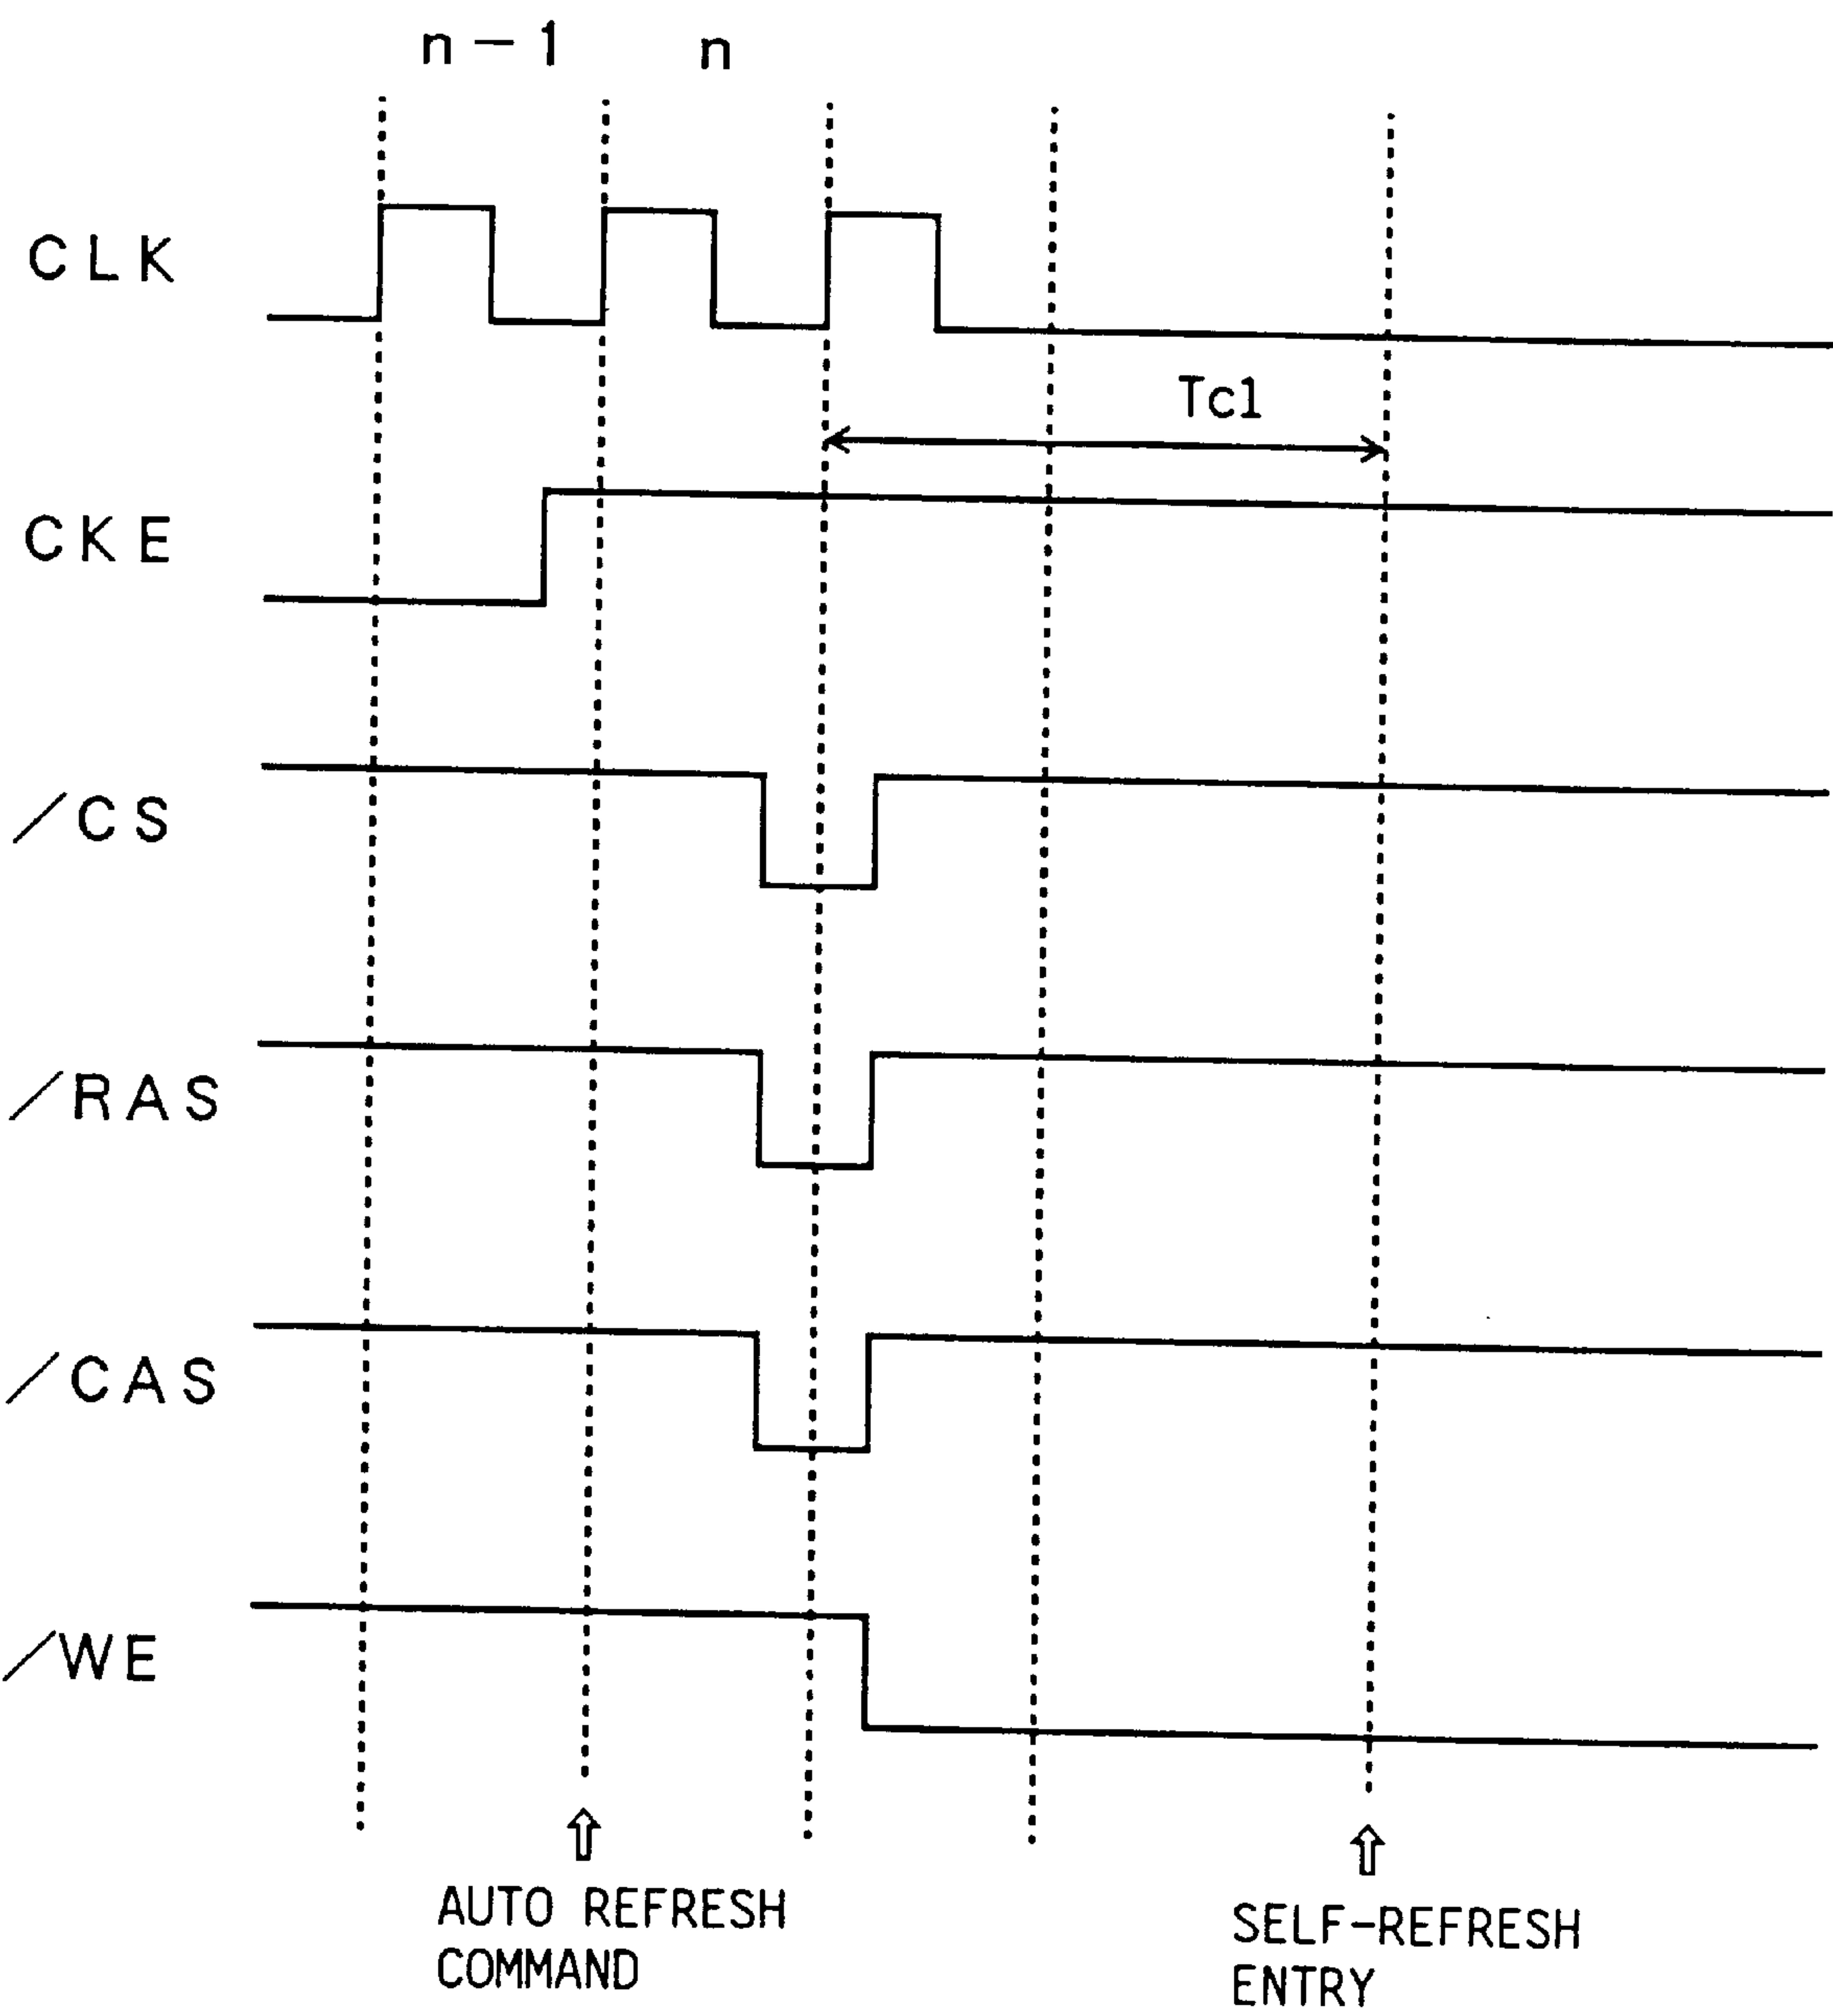 n-1 n
CLK
Tc1
CKE
/CS
/RAS
/CAS
/WE
AUTO REFRESH
COMMAND
SELF-REFRESH
ENTRY